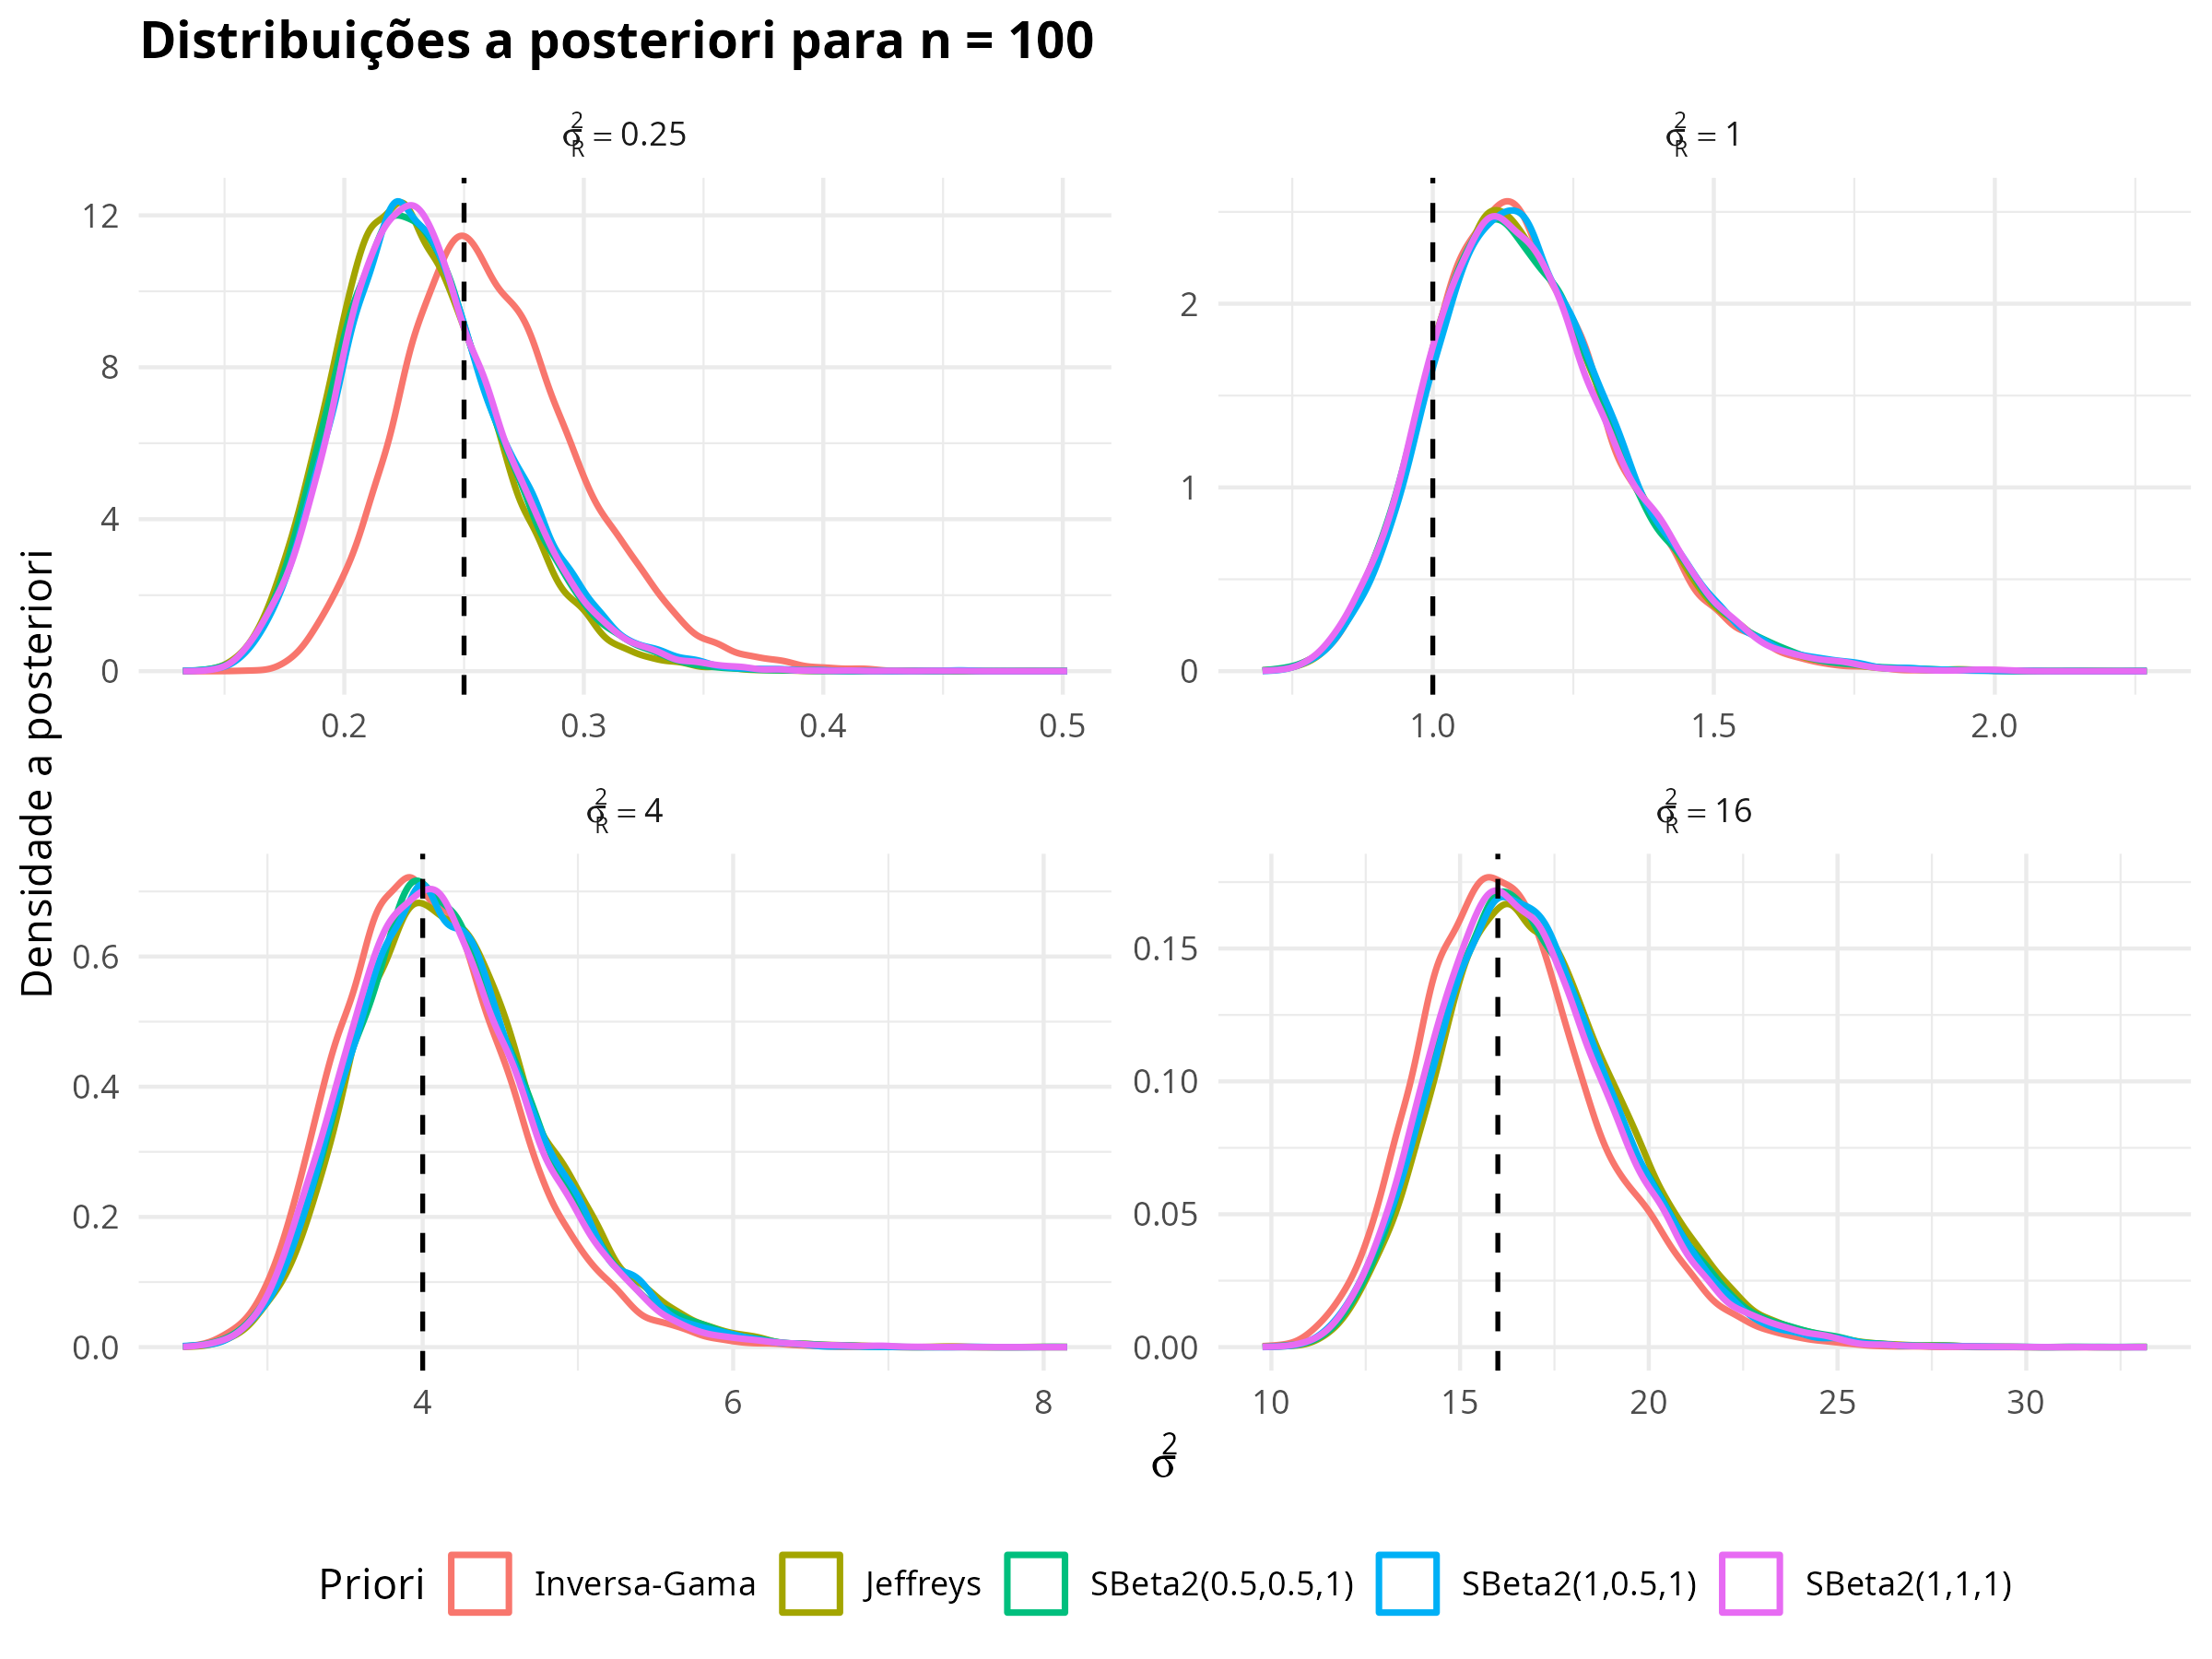 Distribuições a posteriori para n = 100
σ²_R = 0.25
σ²_R = 1
12
8
4
0
0.2 0.3 0.4 0.5
2
1
0
1.0 1.5 2.0
Densidade a posteriori
σ²_R = 4
σ²_R = 16
0.6
0.4
0.2
0.0
4 6 8
0.15
0.10
0.05
0.00
10 15 20 25 30
σ²
Priori Inversa-Gama Jeffreys SBeta2(0.5,0.5,1) SBeta2(1,0.5,1) SBeta2(1,1,1)